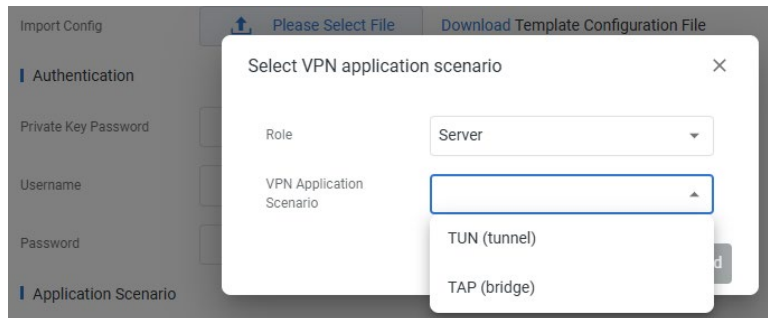 Import Config
Please Select File
Download Template Configuration File
Authentication
Select VPN application scenario
Private Key Password
Role
Server
Username
VPN Application
Scenario
TUN (tunnel)
Password
TAP (bridge)
Application Scenario